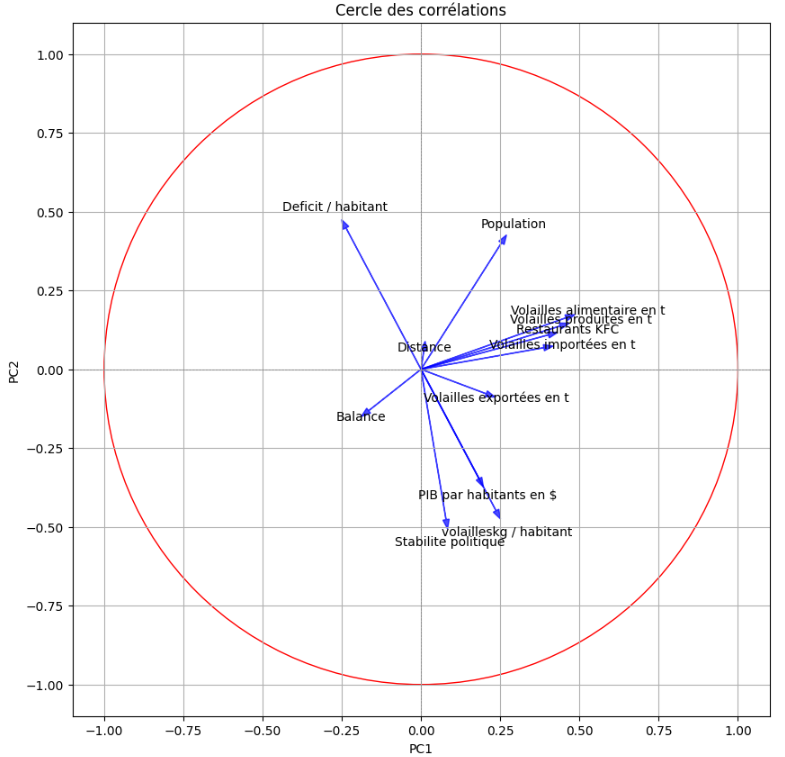 Cercle des corrélations
1.00
0.75
0.50
0.25
0.00
−0.25
−0.50
−0.75
−1.00
PC2
Deficit / habitant
Population
Volailles alimentaire en t
Volailles produites en t
Restaurants KFC
Volailles importées en t
Distance
Volailles exportées en t
Balance
PIB par habitants en $
volailleskg / habitant
Stabilite politique
−1.00 −0.75 −0.50 −0.25 0.00 0.25 0.50 0.75 1.00
PC1